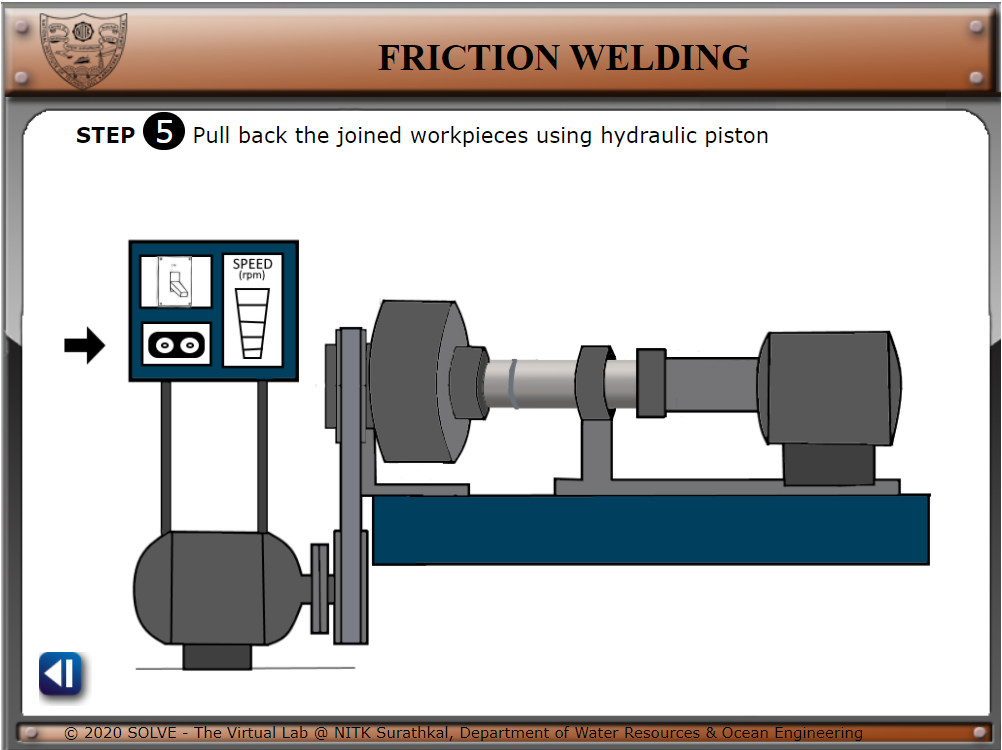 FRICTION WELDING
STEP 5 Pull back the joined workpieces using hydraulic piston
SPEED
(rpm)
© 2020 SOLVE - The Virtual Lab @ NITK Surathkal, Department of Water Resources & Ocean Engineering